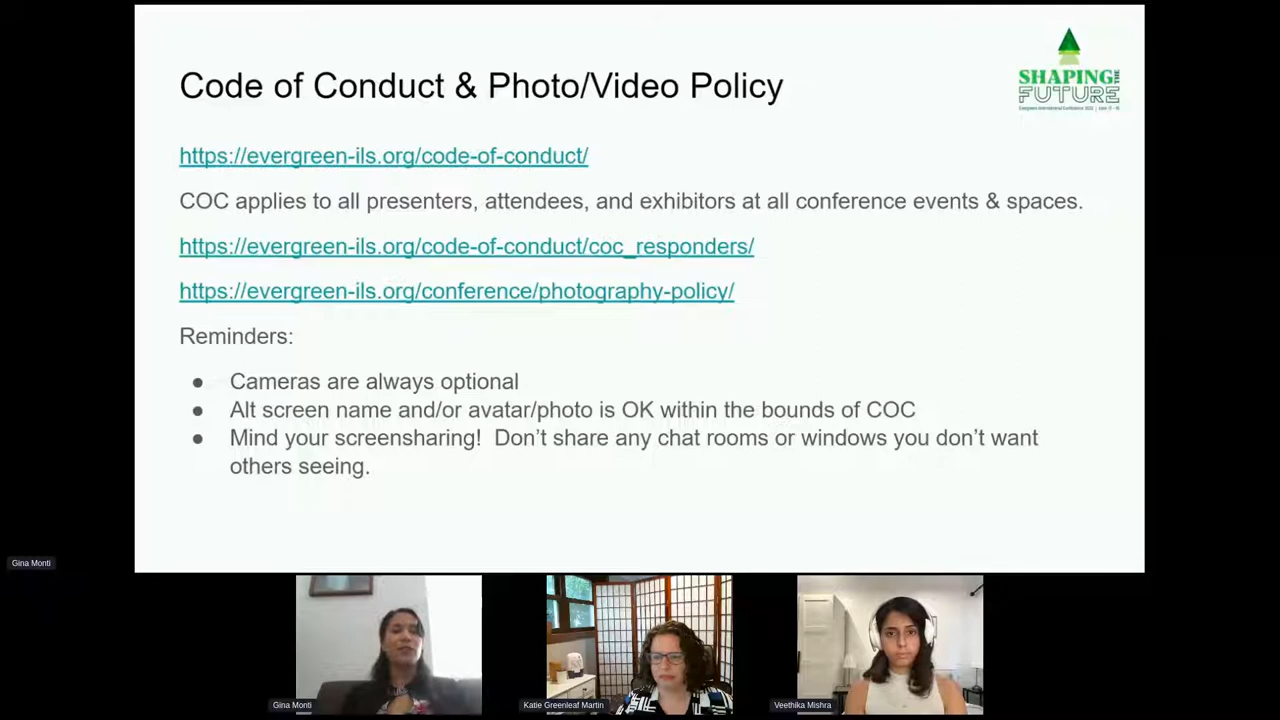 Code of Conduct & Photo/Video Policy
SHAPING THE
FUTURE
https://evergreen-ils.org/code-of-conduct/
COC applies to all presenters, attendees, and exhibitors at all conference events & spaces.
https://evergreen-ils.org/code-of-conduct/coc_responders/
https://evergreen-ils.org/conference/photography-policy/
Reminders:
● Cameras are always optional
● Alt screen name and/or avatar/photo is OK within the bounds of COC
● Mind your screensharing!  Don’t share any chat rooms or windows you don’t want
others seeing.
Gina Monti
Gina Monti
Katie Greenleaf Martin
Veethika Mishra